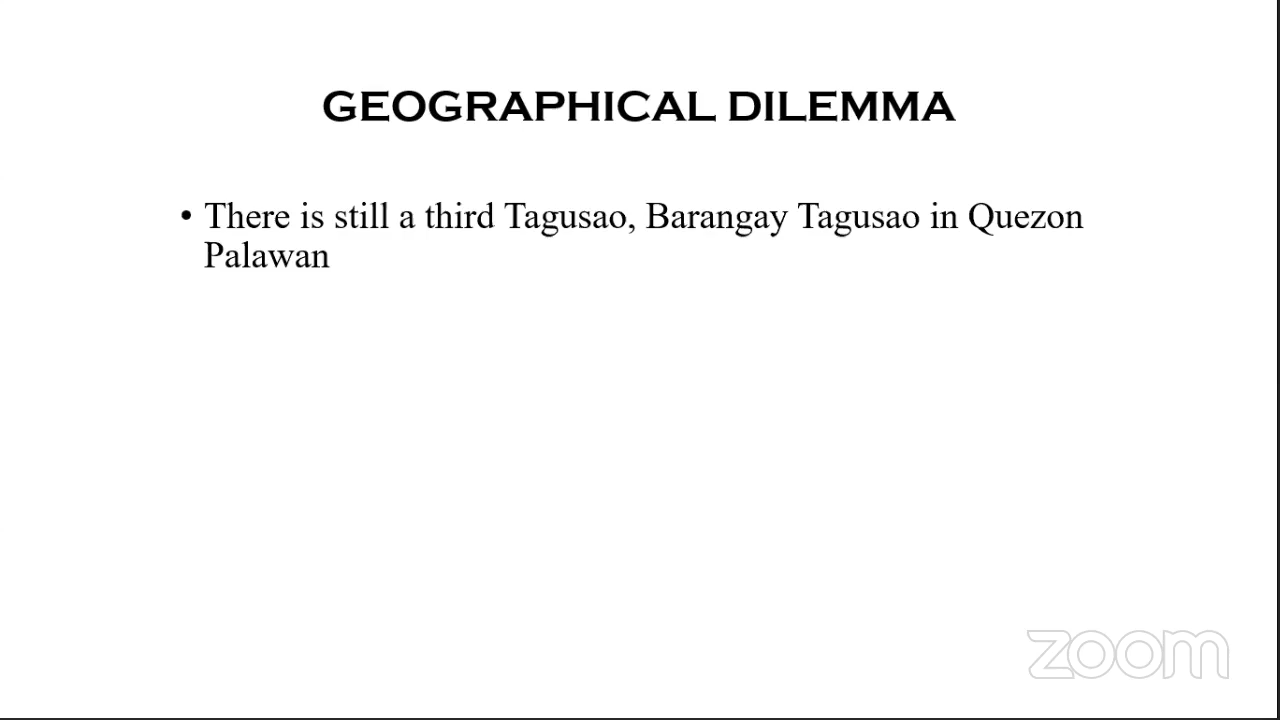 GEOGRAPHICAL DILEMMA
• There is still a third Tagusao, Barangay Tagusao in Quezon
Palawan
zoom